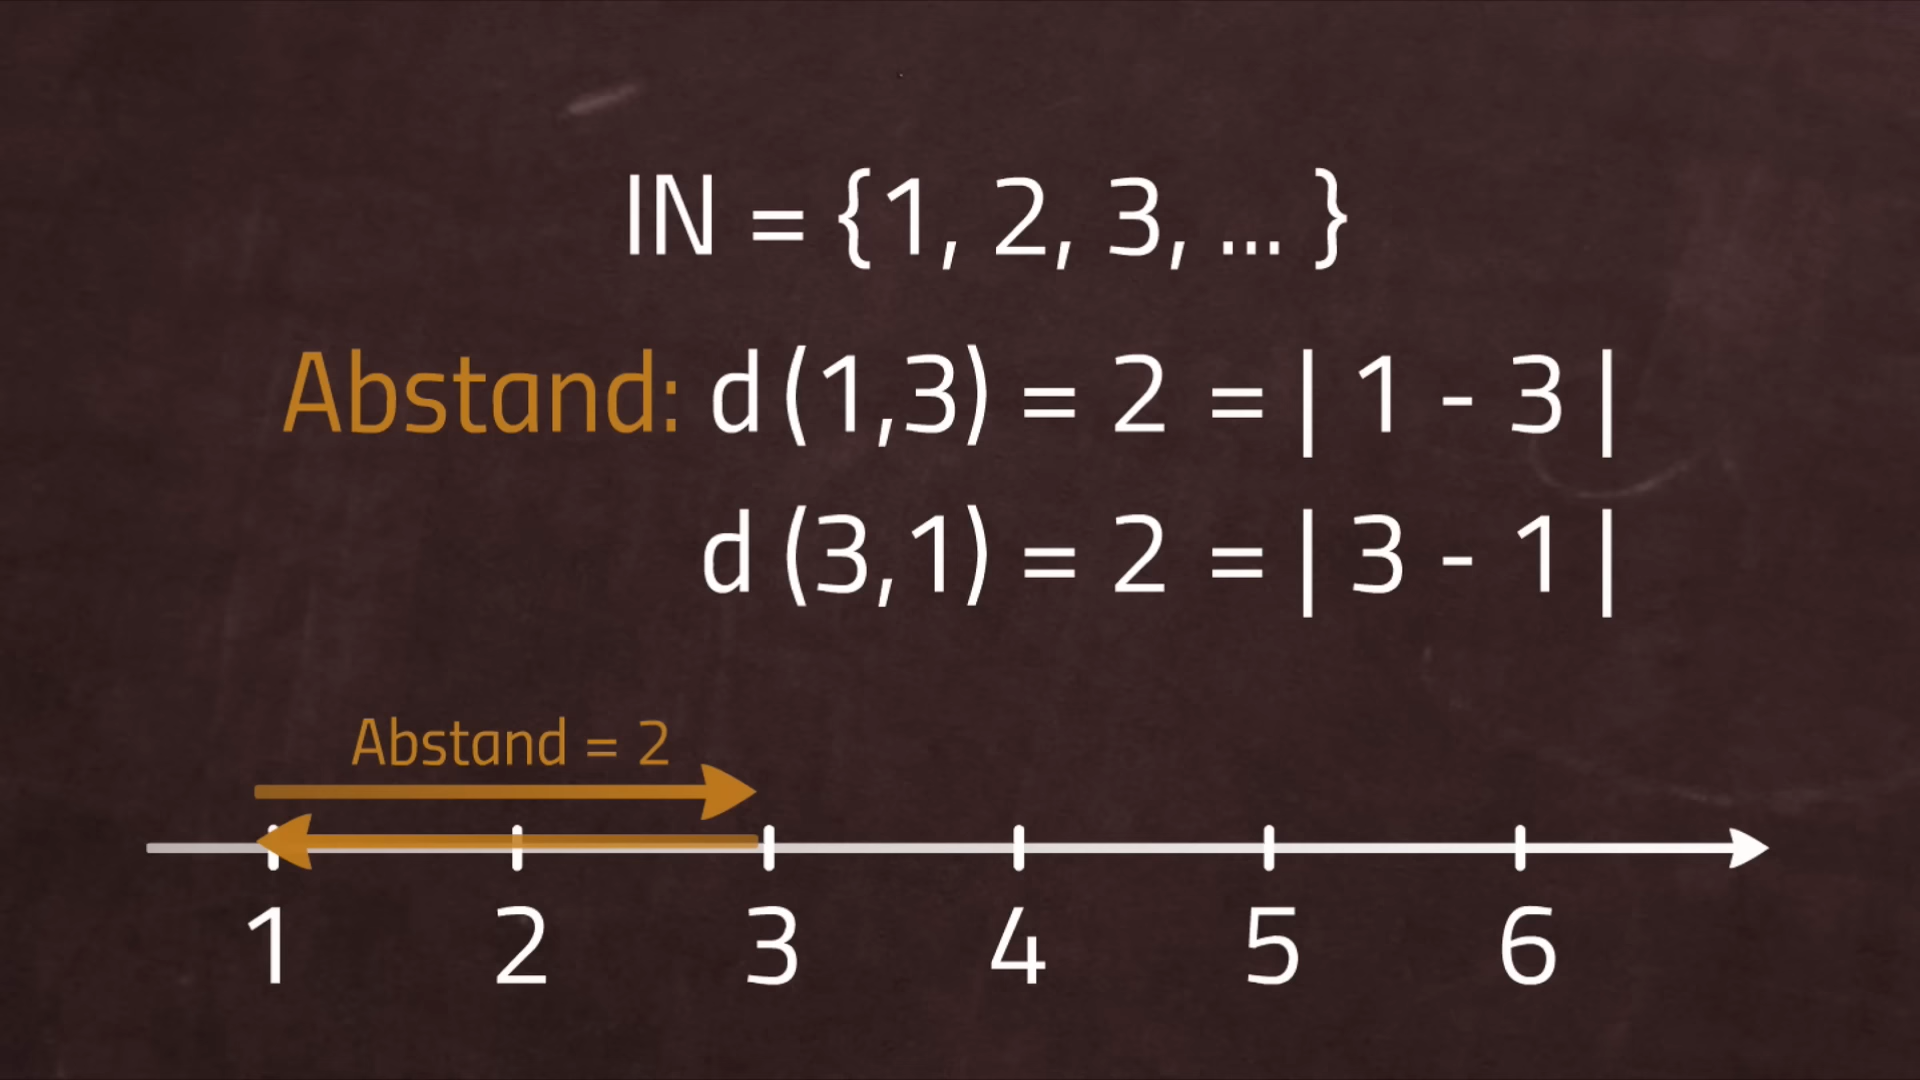 IN = {1, 2, 3, ... }
Abstand: d (1,3) = 2 = | 1 - 3 |
d (3,1) = 2 = | 3 - 1 |
Abstand = 2
1 2 3 4 5 6